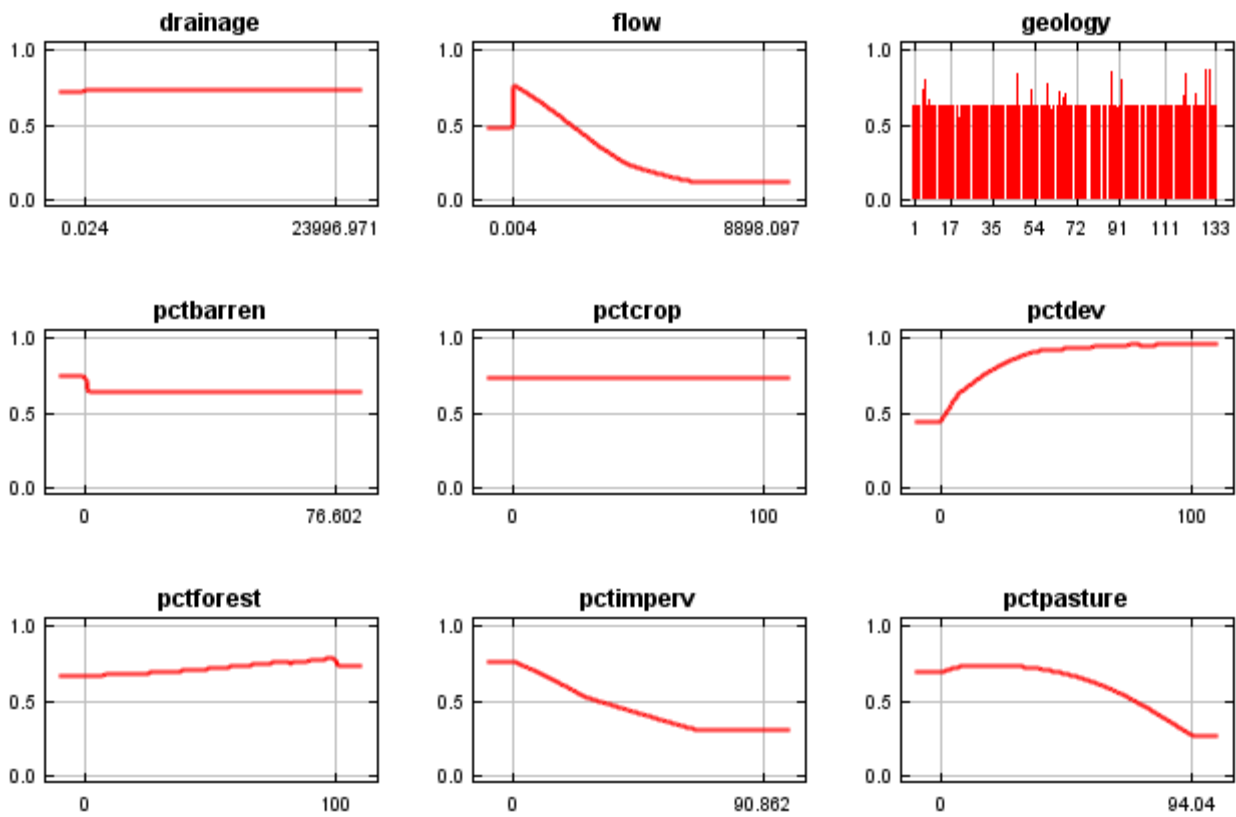 drainage flow geology
1.0 1.0 1.0
0.5 0.5 0.5
0.0 0.0 0.0
0.024 23996.971 0.004 8898.097 1 17 35 54 72 91 111 133
pctbarren pctcrop pctdev
1.0 1.0 1.0
0.5 0.5 0.5
0.0 0.0 0.0
0 76.602 0 100 0 100
pctforest pctimperv pctpasture
1.0 1.0 1.0
0.5 0.5 0.5
0.0 0.0 0.0
0 100 0 90.862 0 94.04